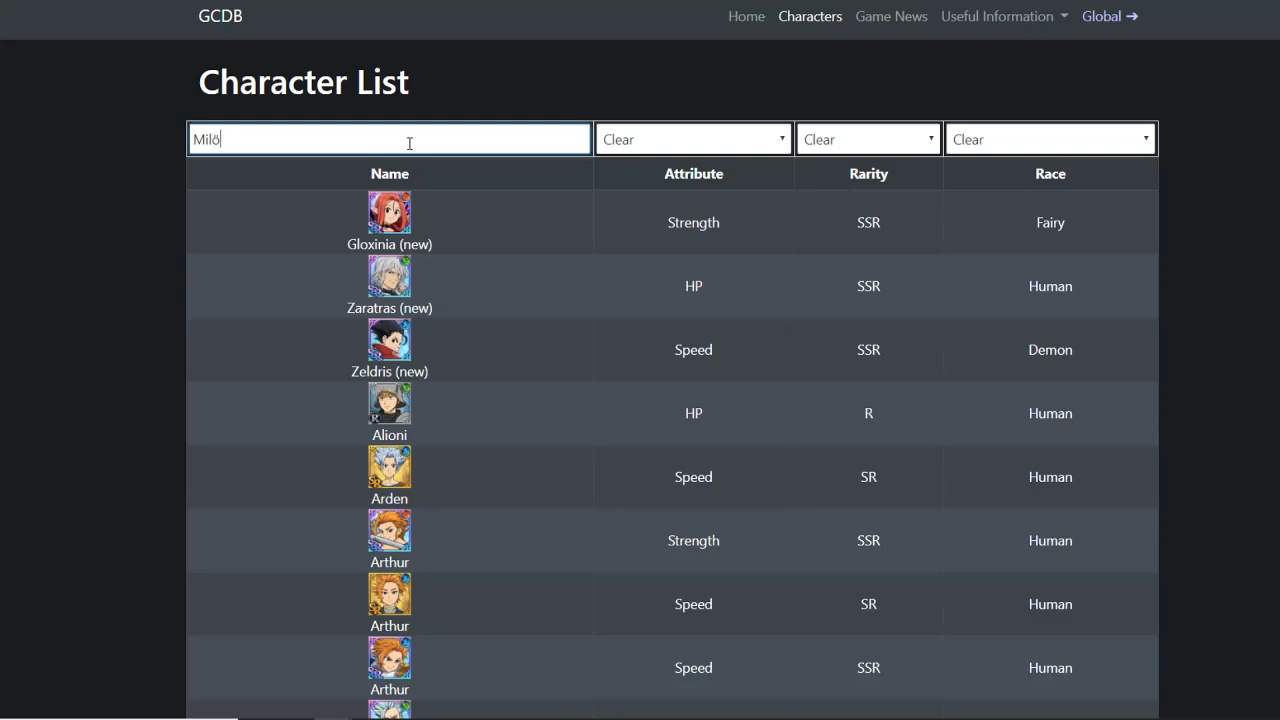 GCDB Home Characters Game News Useful Information Global ➔
Character List
Milö Clear Clear Clear
Name Attribute Rarity Race
Gloxinia (new) Strength SSR Fairy
Zaratras (new) HP SSR Human
Zeldris (new) Speed SSR Demon
Alioni HP R Human
Arden Speed SR Human
Arthur Strength SSR Human
Arthur Speed SR Human
Arthur Speed SSR Human